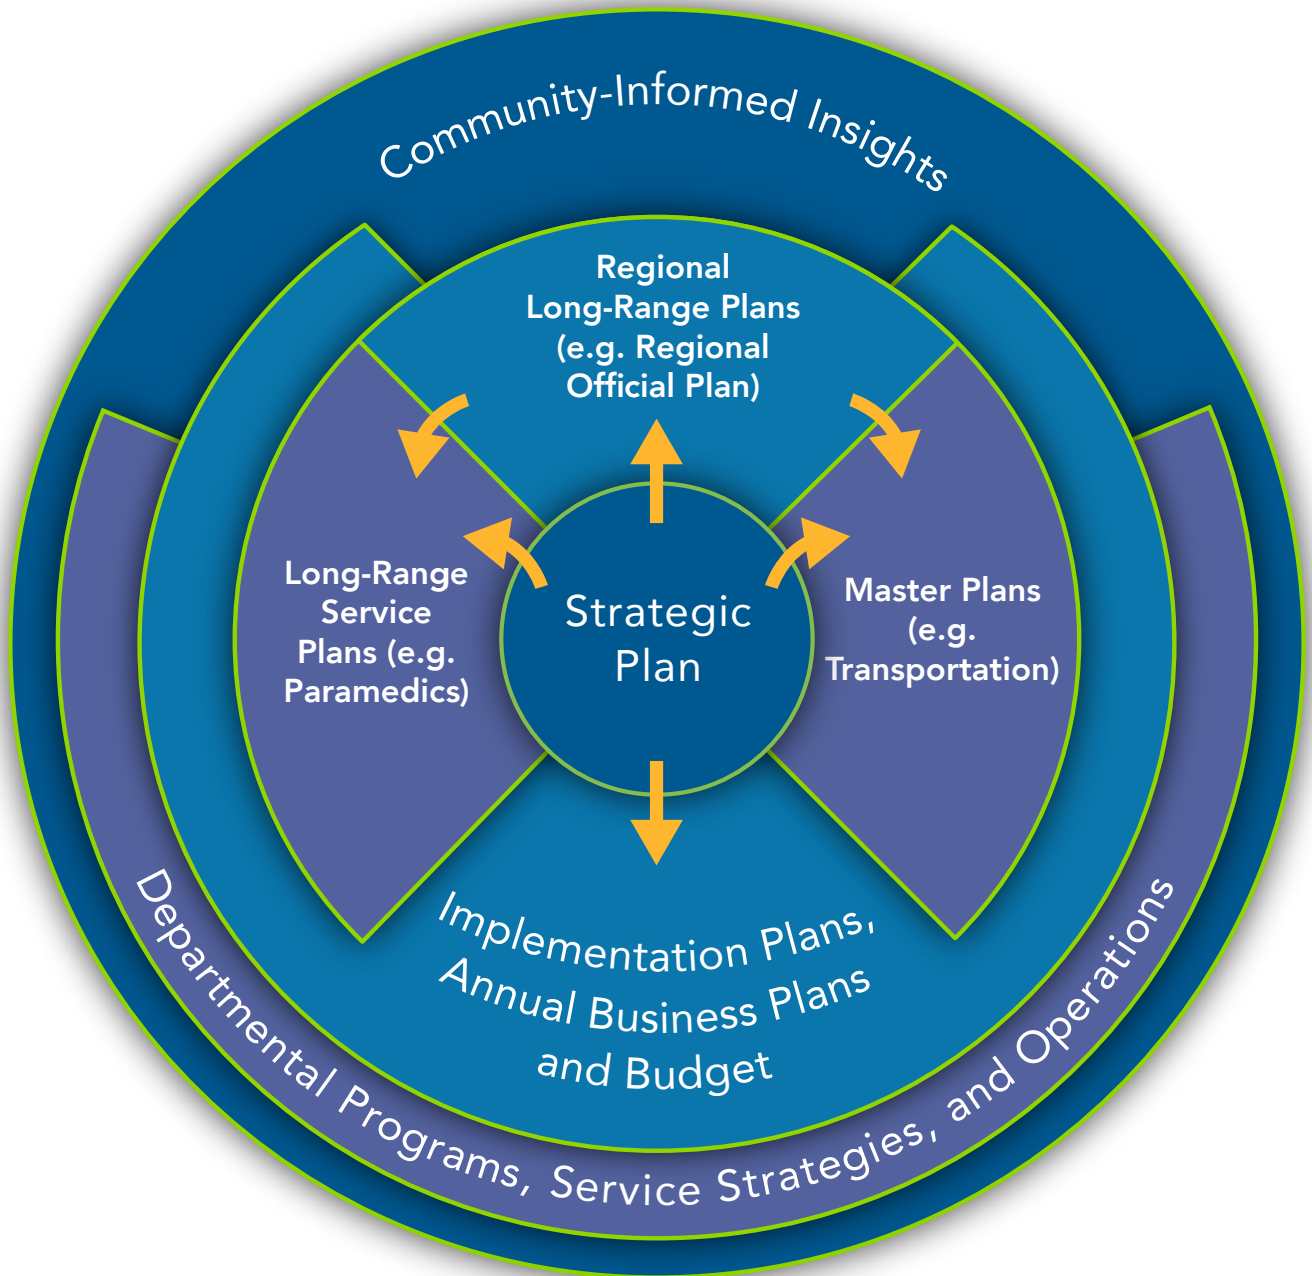 Community-Informed Insights
Regional
Long-Range Plans
(e.g. Regional
Official Plan)
Long-Range
Service
Plans (e.g.
Paramedics)
Strategic
Plan
Master Plans
(e.g.
Transportation)
Implementation Plans,
Annual Business Plans
and Budget
Departmental Programs, Service Strategies, and Operations